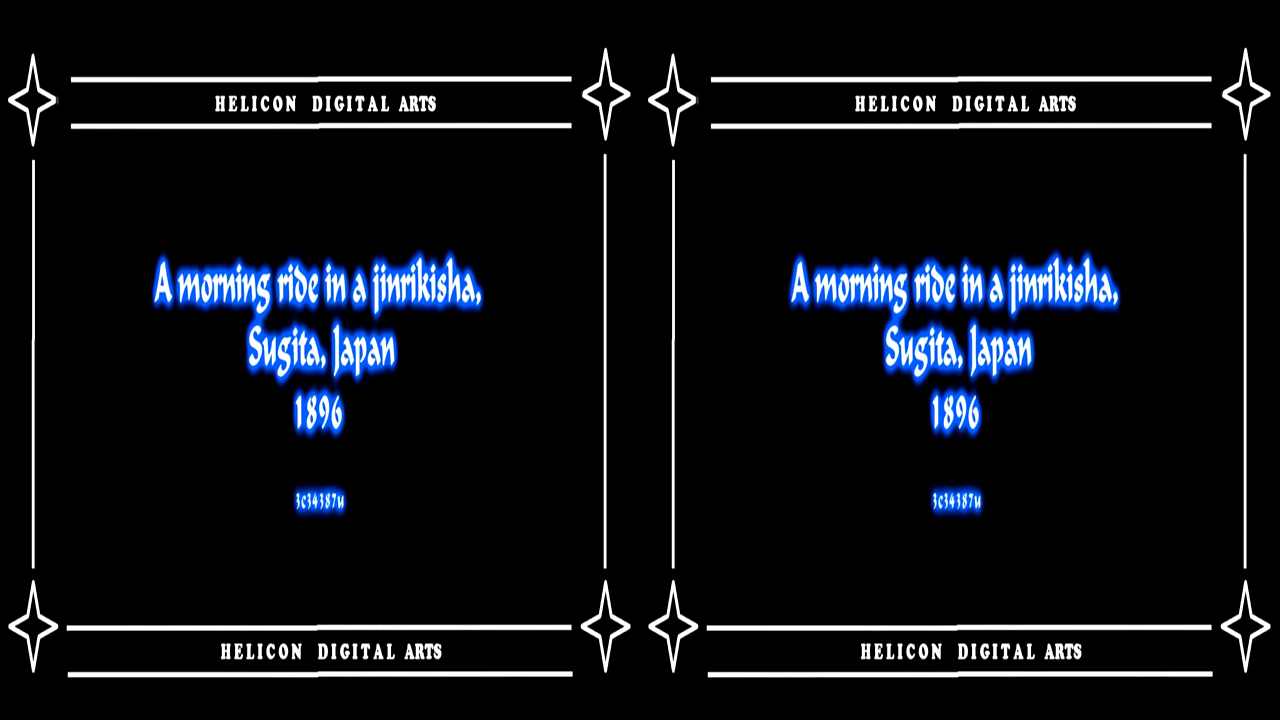 HELICON DIGITAL ARTS
A morning ride in a jinrikisha,
Sugita, Japan
1896
3c34387u
HELICON DIGITAL ARTS
HELICON DIGITAL ARTS
A morning ride in a jinrikisha,
Sugita, Japan
1896
3c34387u
HELICON DIGITAL ARTS